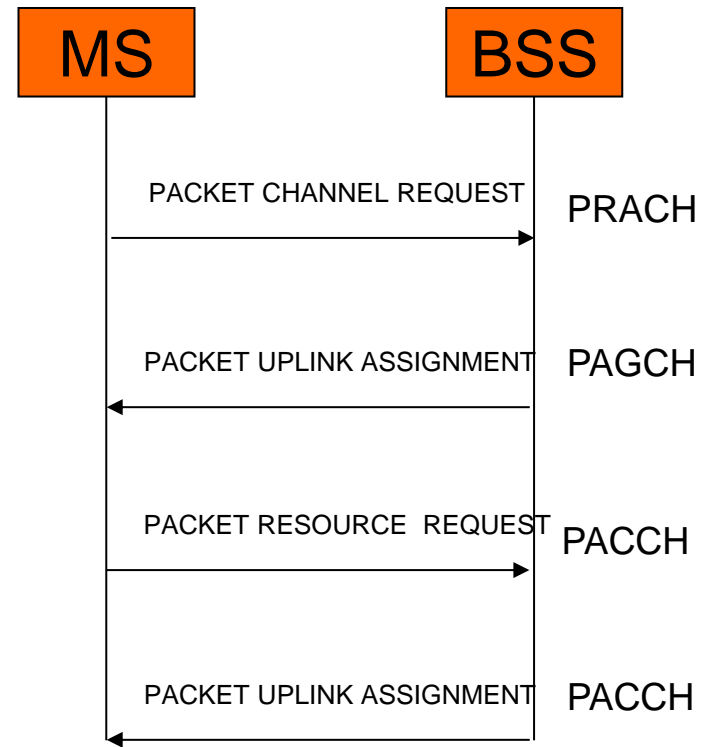 MS BSS
PACKET CHANNEL REQUEST PRACH
PACKET UPLINK ASSIGNMENT PAGCH
PACKET RESOURCE REQUEST PACCH
PACKET UPLINK ASSIGNMENT PACCH